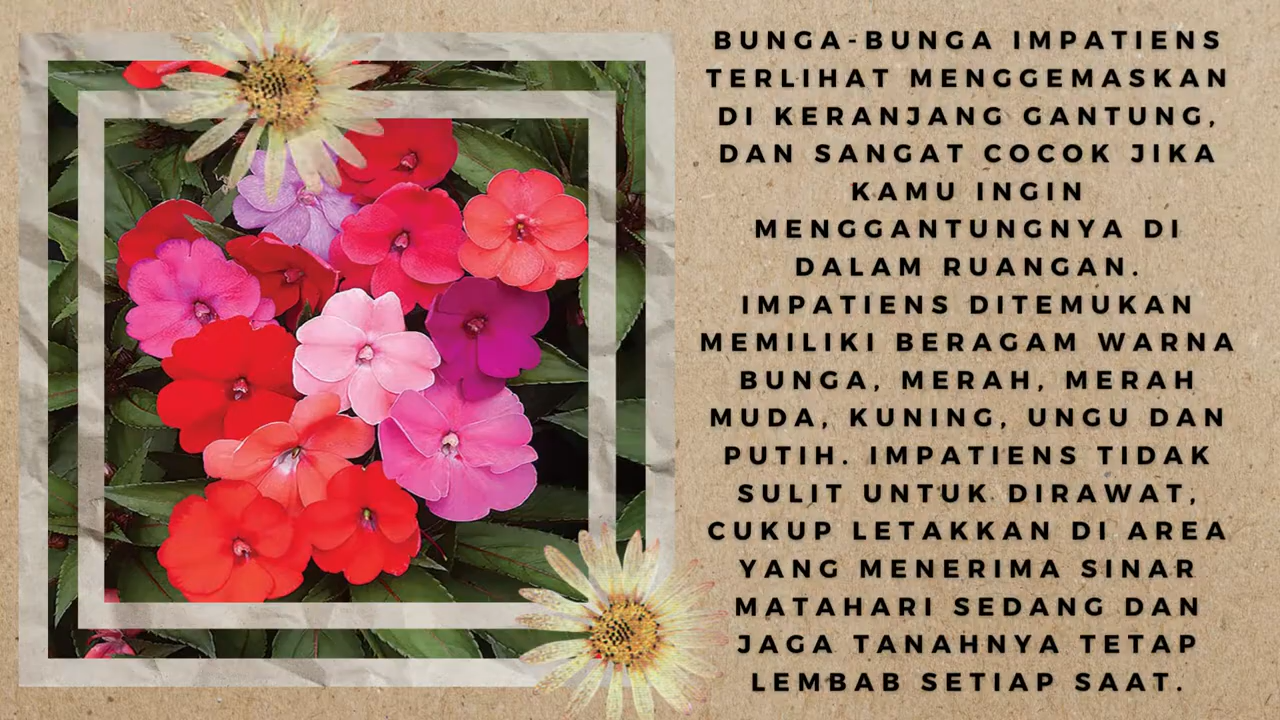 BUNGA-BUNGA IMPATIENS
TERLIHAT MENGGEMASKAN
DI KERANJANG GANTUNG,
DAN SANGAT COCOK JIKA
KAMU INGIN
MENGGANTUNGNYA DI
DALAM RUANGAN.
IMPATIENS DITEMUKAN
MEMILIKI BERAGAM WARNA
BUNGA, MERAH, MERAH
MUDA, KUNING, UNGU DAN
PUTIH. IMPATIENS TIDAK
SULIT UNTUK DIRAWAT,
CUKUP LETAKKAN DI AREA
YANG MENERIMA SINAR
MATAHARI SEDANG DAN
JAGA TANAHNYA TETAP
LEMBAB SETIAP SAAT.